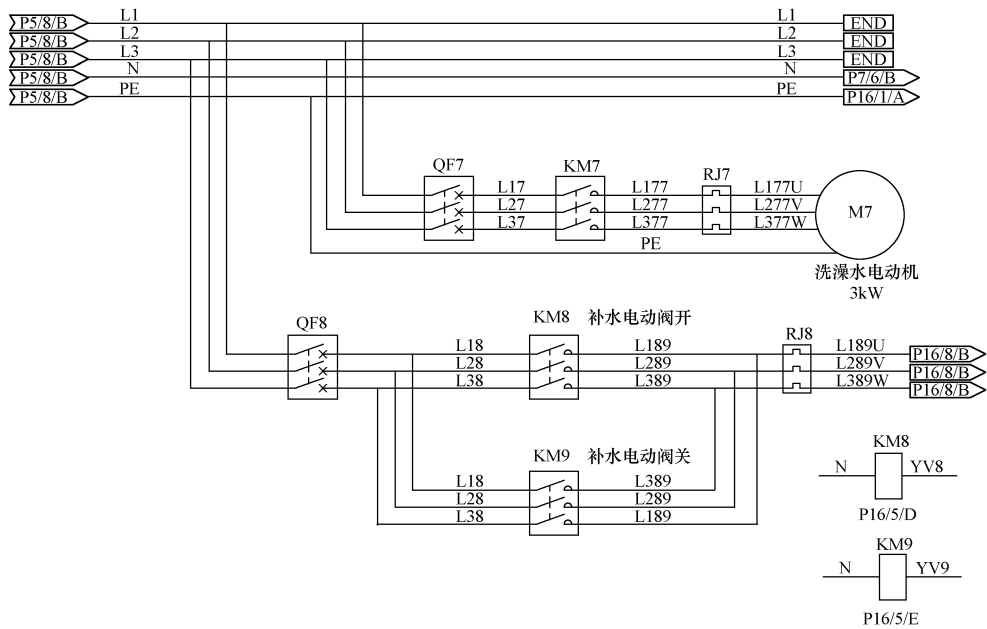 P5/8/B L1 L1 END
P5/8/B L2 L2 END
P5/8/B L3 L3 END
P5/8/B N N P7/6/B
P5/8/B PE PE P16/1/A
QF7 KM7 RJ7
L17 L177 L177U
L27 L277 L277V
L37 L377 L377W
M7
PE
洗澡水电动机
3kW
QF8 KM8 补水电动阀开 RJ8
L18 L189 L189U P16/8/B
L28 L289 L289V P16/8/B
L38 L389 L389W P16/8/B
KM9 补水电动阀关
L18 L389
L28 L289
L38 L189
KM8
N YV8
P16/5/D
KM9
N YV9
P16/5/E